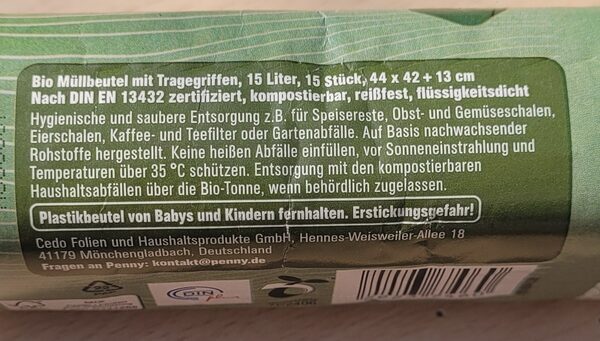 Bio Müllbeutel mit Tragegriffen, 15 Liter, 15 Stück, 44 x 42 + 13 cm
Nach DIN EN 13432 zertifiziert, kompostierbar, reißfest, flüssigkeitsdicht
Hygienische und saubere Entsorgung z.B. für Speisereste, Obst- und Gemüseschalen,
Eierschalen, Kaffee- und Teefilter oder Gartenabfälle. Auf Basis nachwachsender
Rohstoffe hergestellt. Keine heißen Abfälle einfüllen, vor Sonneneinstrahlung und
Temperaturen über 35 °C schützen. Entsorgung mit den kompostierbaren
Haushaltsabfällen über die Bio-Tonne, wenn behördlich zugelassen.
Plastikbeutel von Babys und Kindern fernhalten. Erstickungsgefahr!
Cedo Folien und Haushaltsprodukte GmbH, Hennes-Weisweiler-Allee 18
41179 Mönchengladbach, Deutschland
Fragen an Penny: kontakt@penny.de
DIN